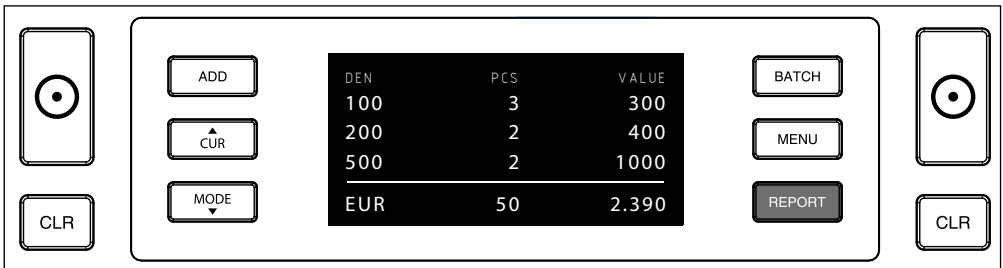 ADD
CUR
MODE
CLR
DEN PCS VALUE
100 3 300
200 2 400
500 2 1000
EUR 50 2.390
BATCH
MENU
REPORT
CLR